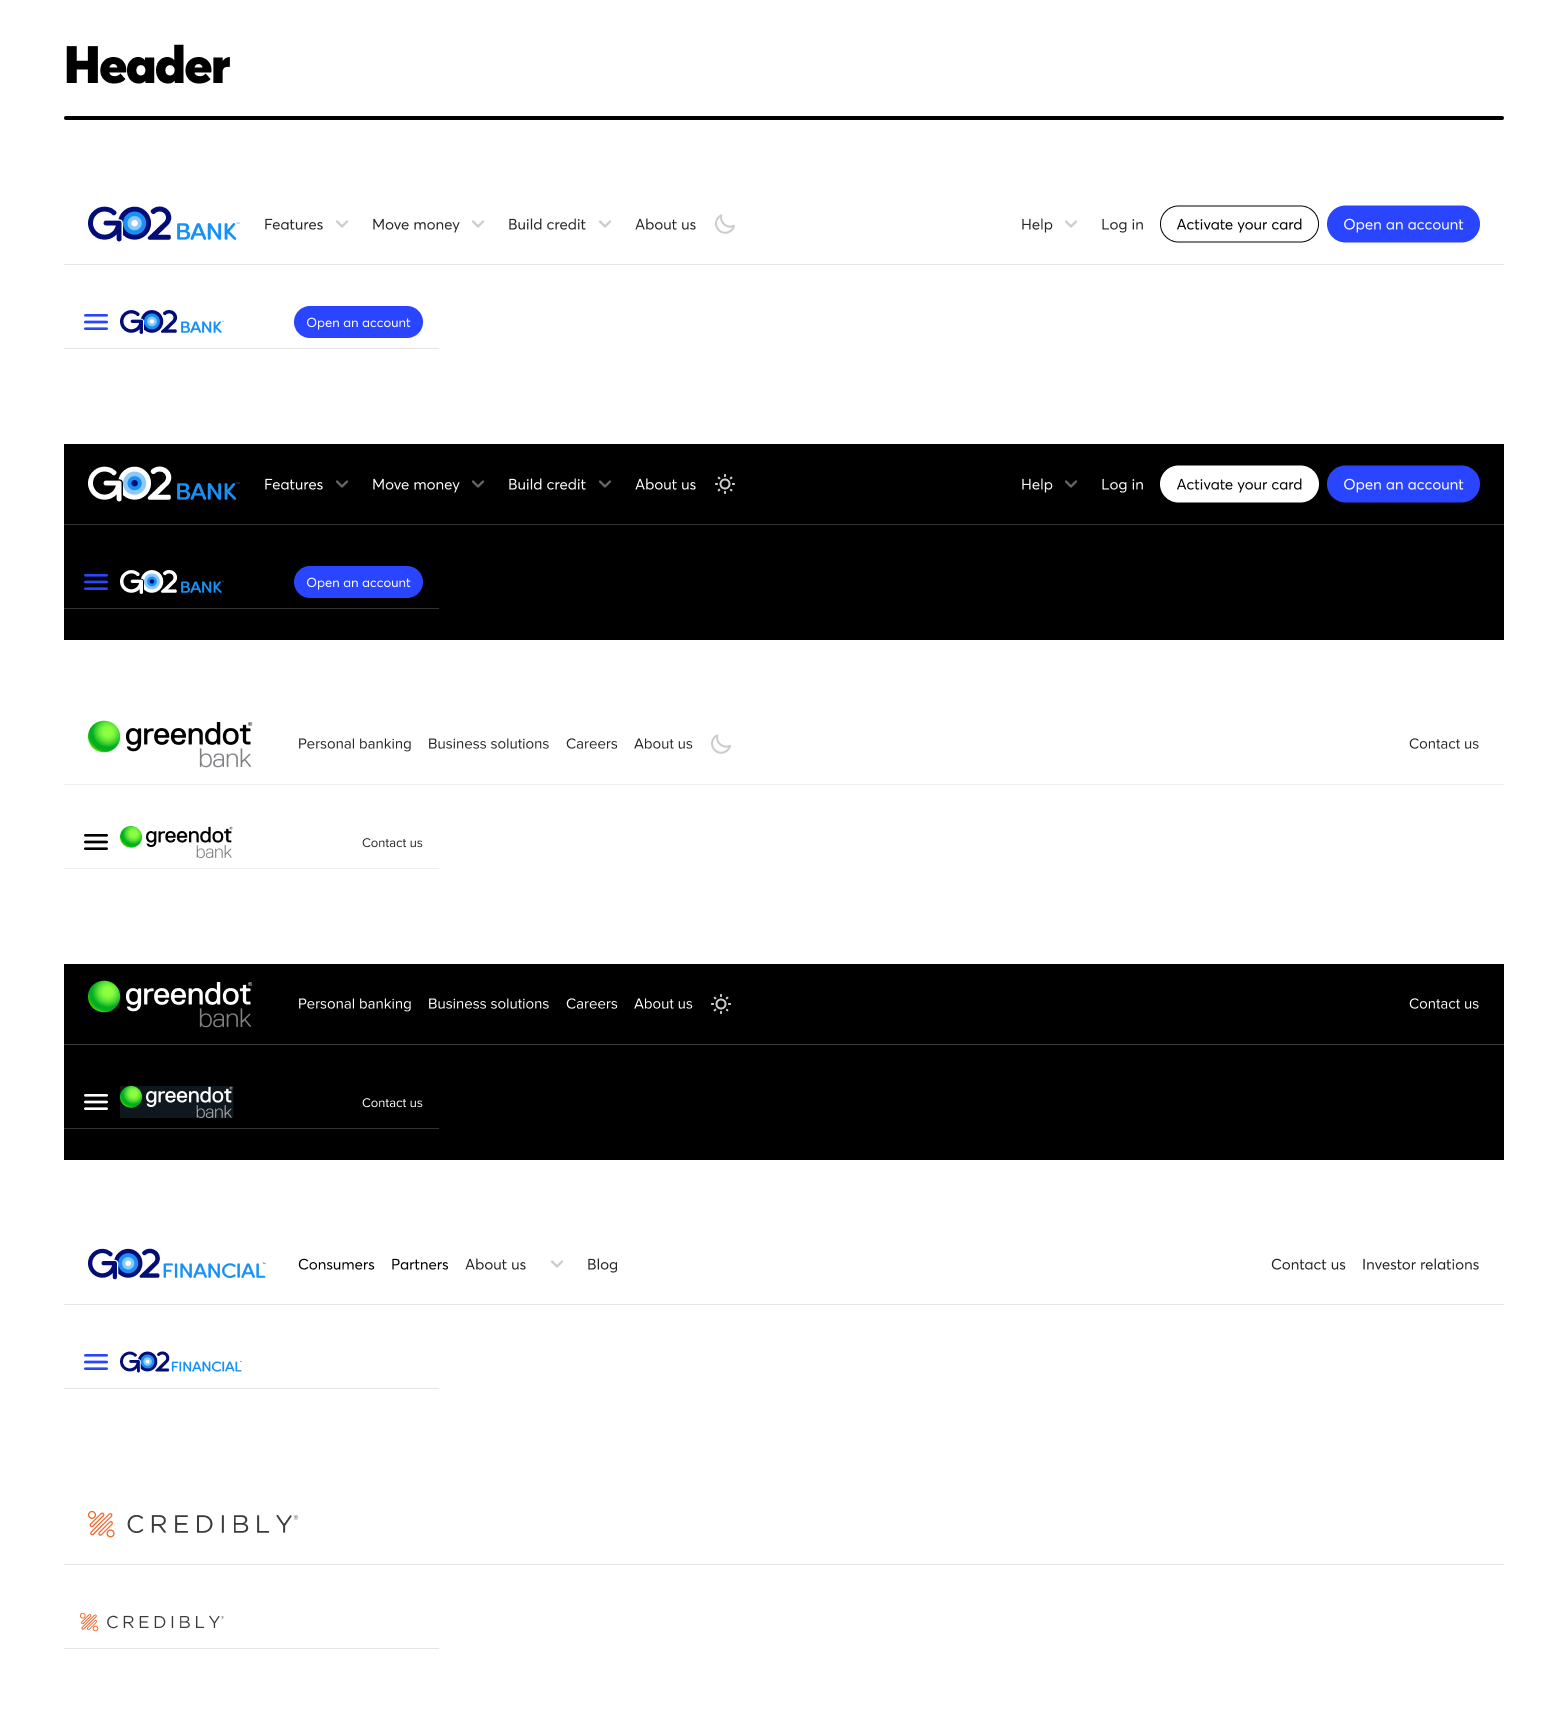 Header
GO2 BANK™ Features Move money Build credit About us Help Log in Activate your card Open an account
GO2 BANK Open an account
GO2 BANK™ Features Move money Build credit About us Help Log in Activate your card Open an account
GO2 BANK Open an account
greendot® Personal banking Business solutions Careers About us Contact us
bank
greendot® Contact us
bank
greendot® Personal banking Business solutions Careers About us Contact us
bank
greendot® Contact us
bank
GO2 FINANCIAL™ Consumers Partners About us Blog Contact us Investor relations
GO2 FINANCIAL™
CREDIBLY®
CREDIBLY®